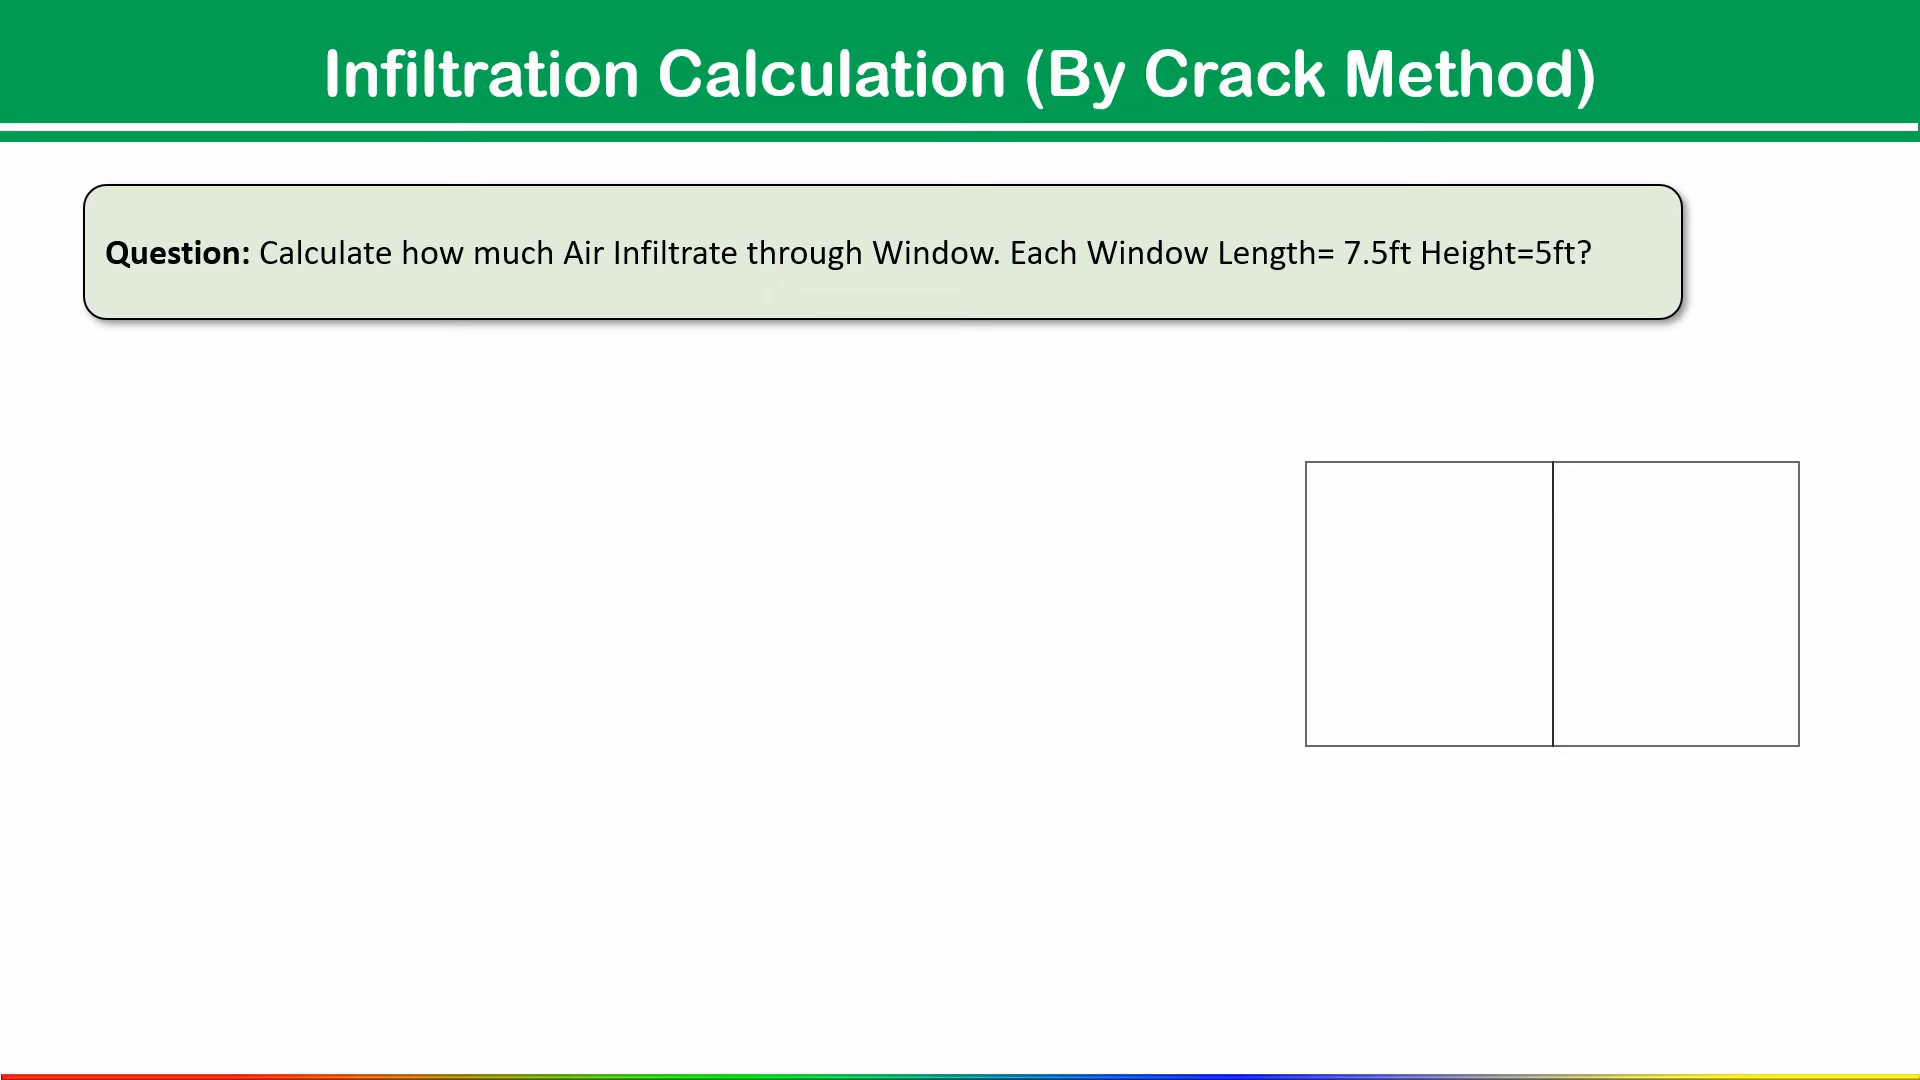 Infiltration Calculation (By Crack Method)
Question: Calculate how much Air Infiltrate through Window. Each Window Length= 7.5ft Height=5ft?